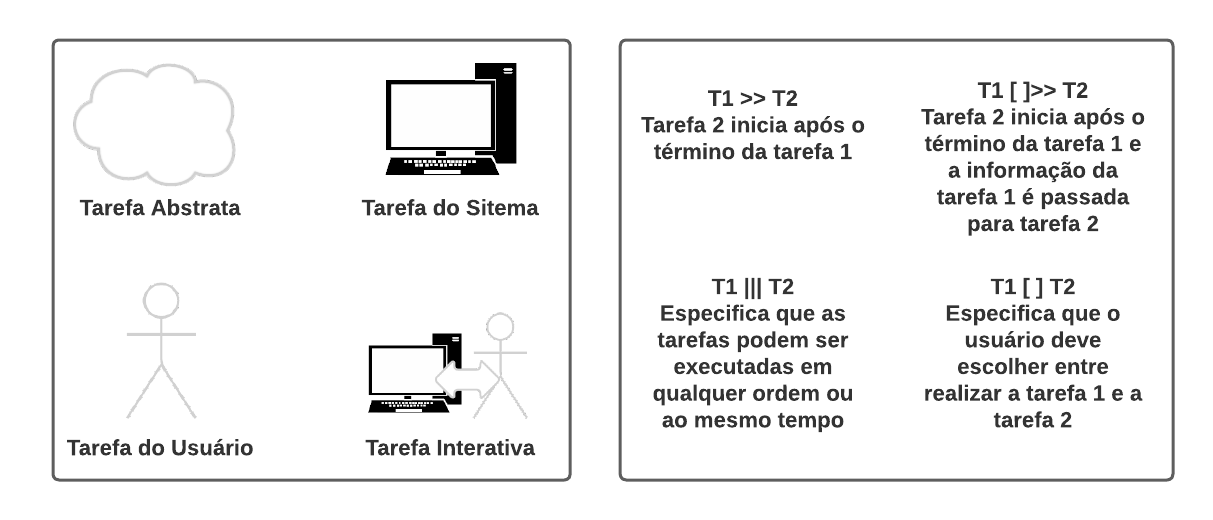 Tarefa Abstrata
Tarefa do Sitema
Tarefa do Usuário
Tarefa Interativa
T1 >> T2
Tarefa 2 inicia após o
término da tarefa 1
T1 [ ]>> T2
Tarefa 2 inicia após o
término da tarefa 1 e
a informação da
tarefa 1 é passada
para tarefa 2
T1 ||| T2
Especifica que as
tarefas podem ser
executadas em
qualquer ordem ou
ao mesmo tempo
T1 [ ] T2
Especifica que o
usuário deve
escolher entre
realizar a tarefa 1 e a
tarefa 2